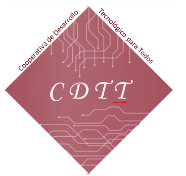 Cooperativa de Desarrollo
Tecnológico para Todos
CDTT